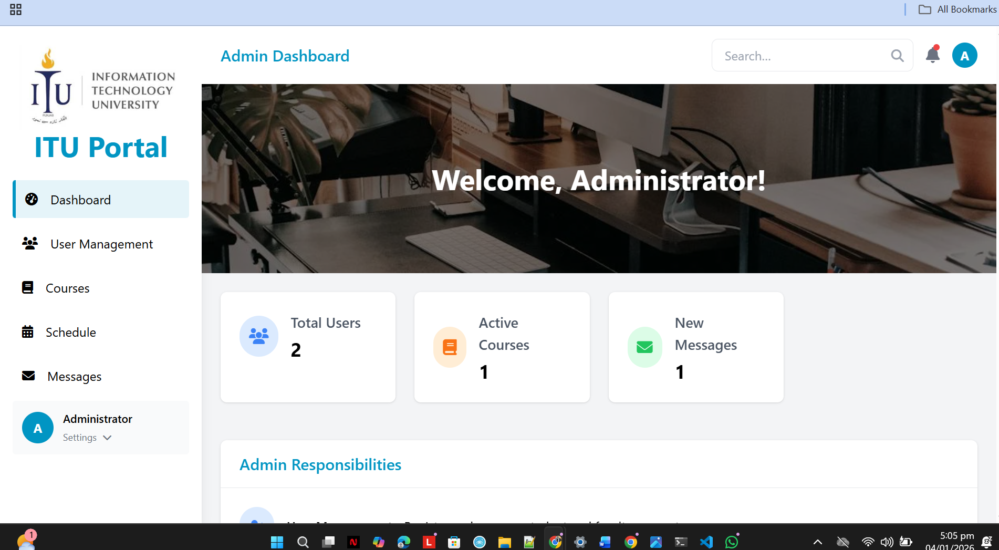 All Bookmarks
ITU
PUNJAB
INFORMATION
TECHNOLOGY
UNIVERSITY
ITU Portal
Dashboard
User Management
Courses
Schedule
Messages
A
Administrator
Settings
Admin Dashboard
Search...
A
Welcome, Administrator!
Total Users
2
Active
Courses
1
New
Messages
1
Admin Responsibilities
1
N
L
W
5:05 pm
04/01/2026